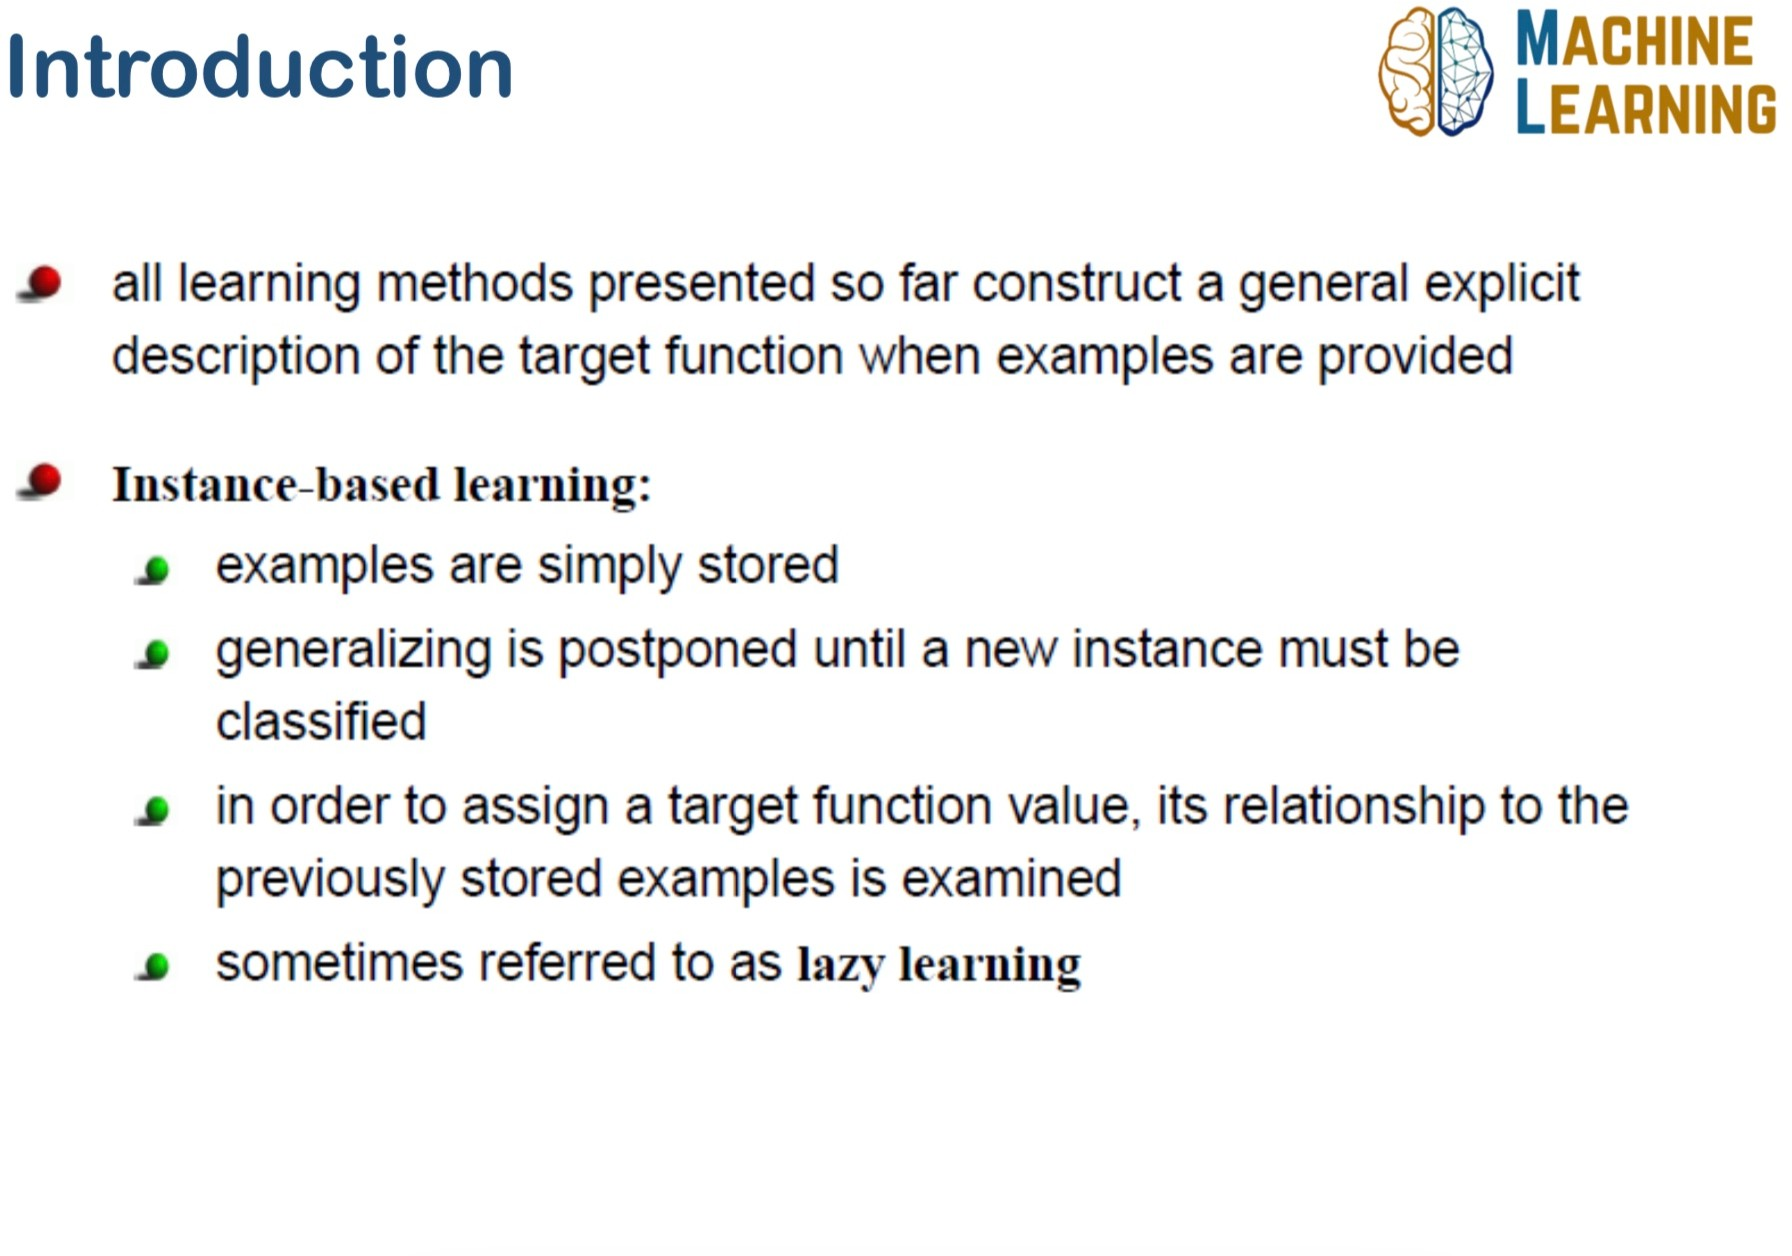 Introduction
MACHINE
LEARNING
all learning methods presented so far construct a general explicit
description of the target function when examples are provided
Instance-based learning:
examples are simply stored
generalizing is postponed until a new instance must be
classified
in order to assign a target function value, its relationship to the
previously stored examples is examined
sometimes referred to as lazy learning